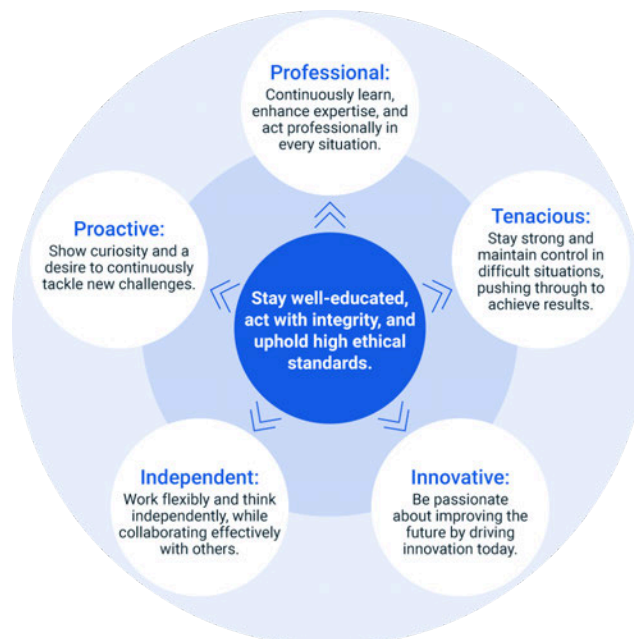 Professional:
Continuously learn,
enhance expertise, and
act professionally in
every situation.
Proactive:
Show curiosity and a
desire to continuously
tackle new challenges.
Tenacious:
Stay strong and
maintain control in
difficult situations,
pushing through to
achieve results.
Stay well-educated,
act with integrity, and
uphold high ethical
standards.
Independent:
Work flexibly and think
independently, while
collaborating effectively
with others.
Innovative:
Be passionate
about improving the
future by driving
innovation today.